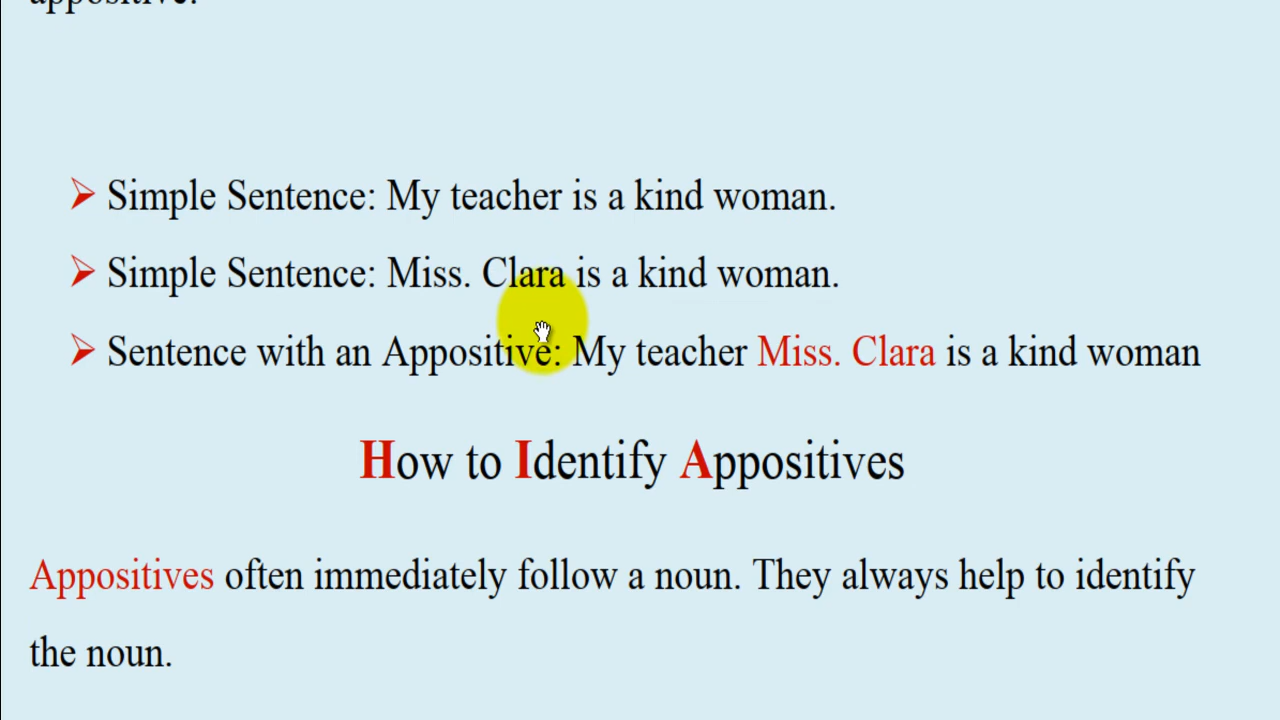 appositive.
Simple Sentence: My teacher is a kind woman.
Simple Sentence: Miss. Clara is a kind woman.
Sentence with an Appositive: My teacher Miss. Clara is a kind woman
How to Identify Appositives
Appositives often immediately follow a noun. They always help to identify
the noun.